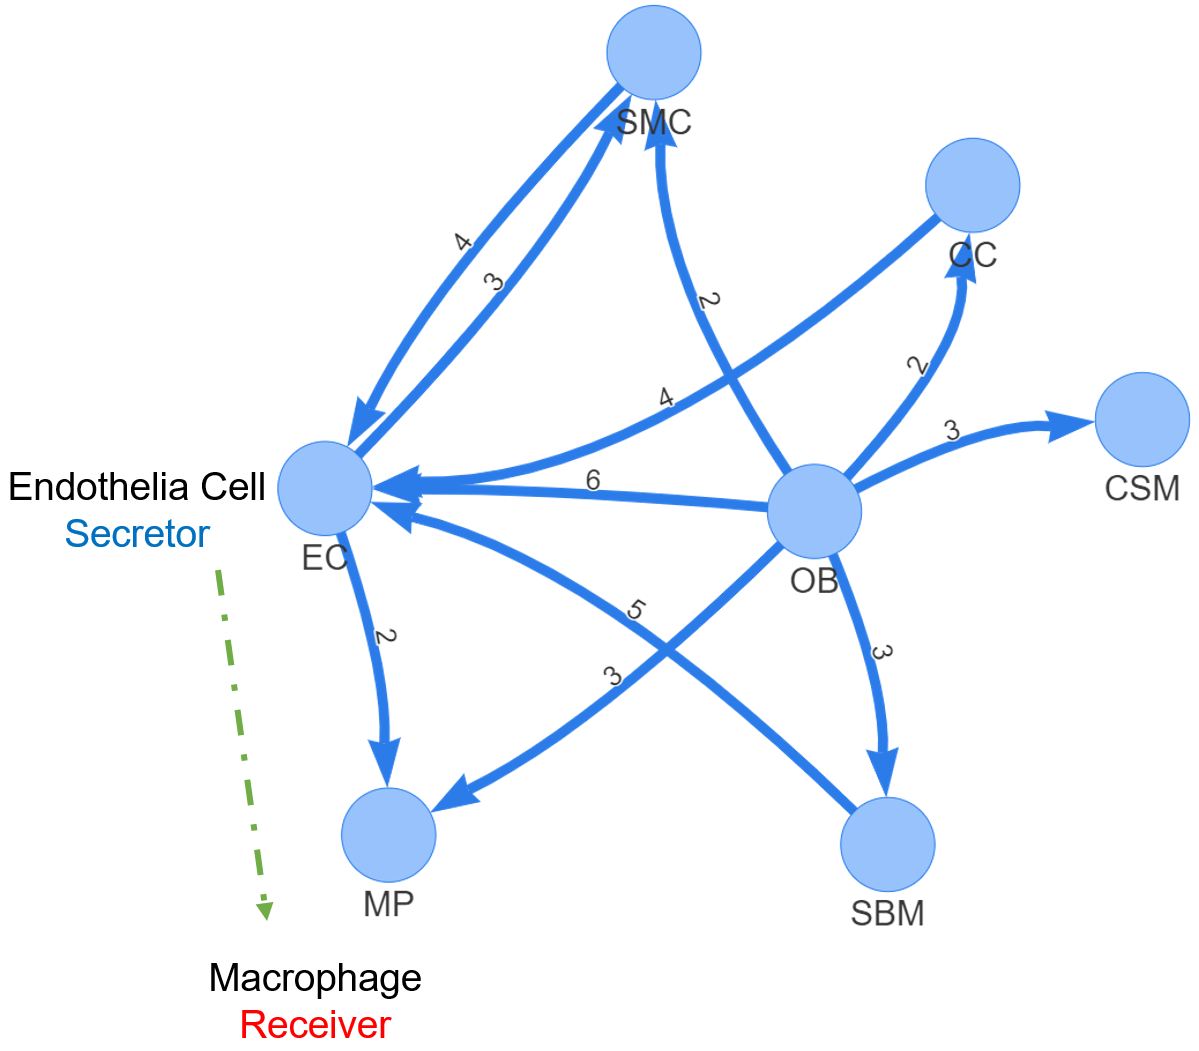 SMC
CC
4
3
2
2
4
3
CSM
Endothelia Cell
Secretor
6
EC
OB
5
2
3
3
MP
SBM
Macrophage
Receiver